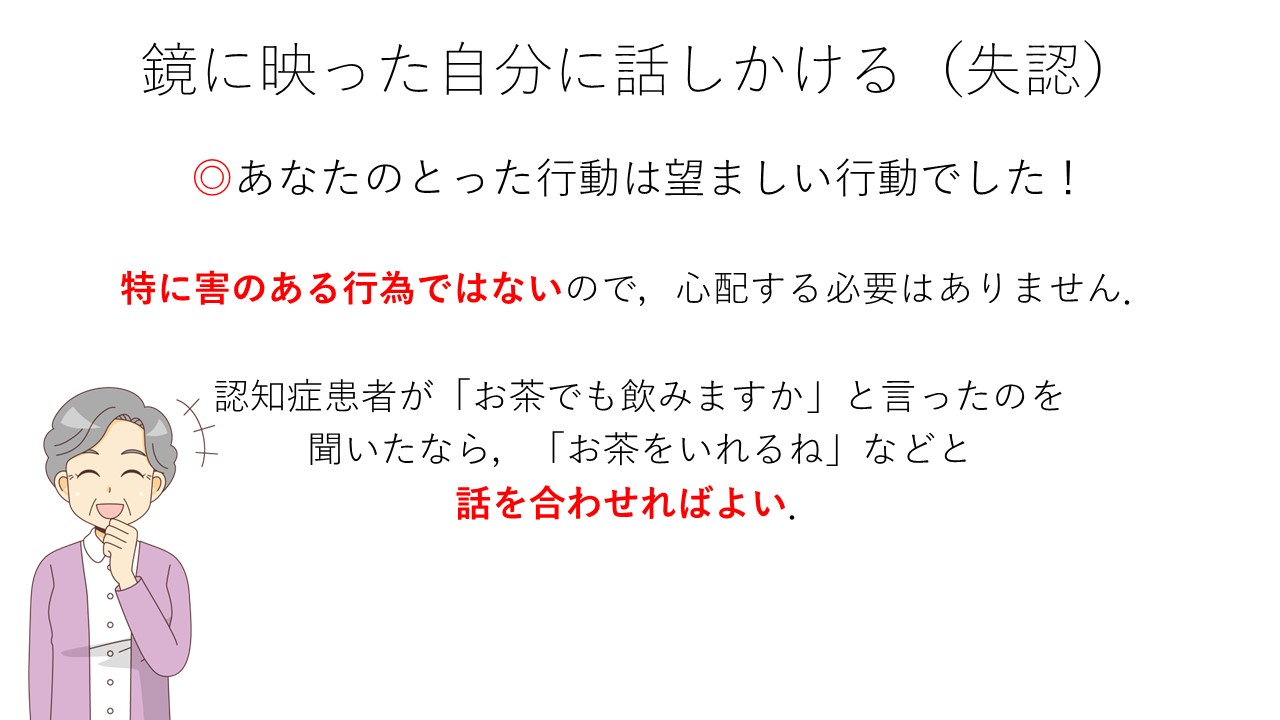 鏡に映った自分に話しかける（失認）
◎あなたのとった行動は望ましい行動でした！
特に害のある行為ではないので，心配する必要はありません．
認知症患者が「お茶でも飲みますか」と言ったのを
聞いたなら，「お茶をいれるね」などと
話を合わせればよい．